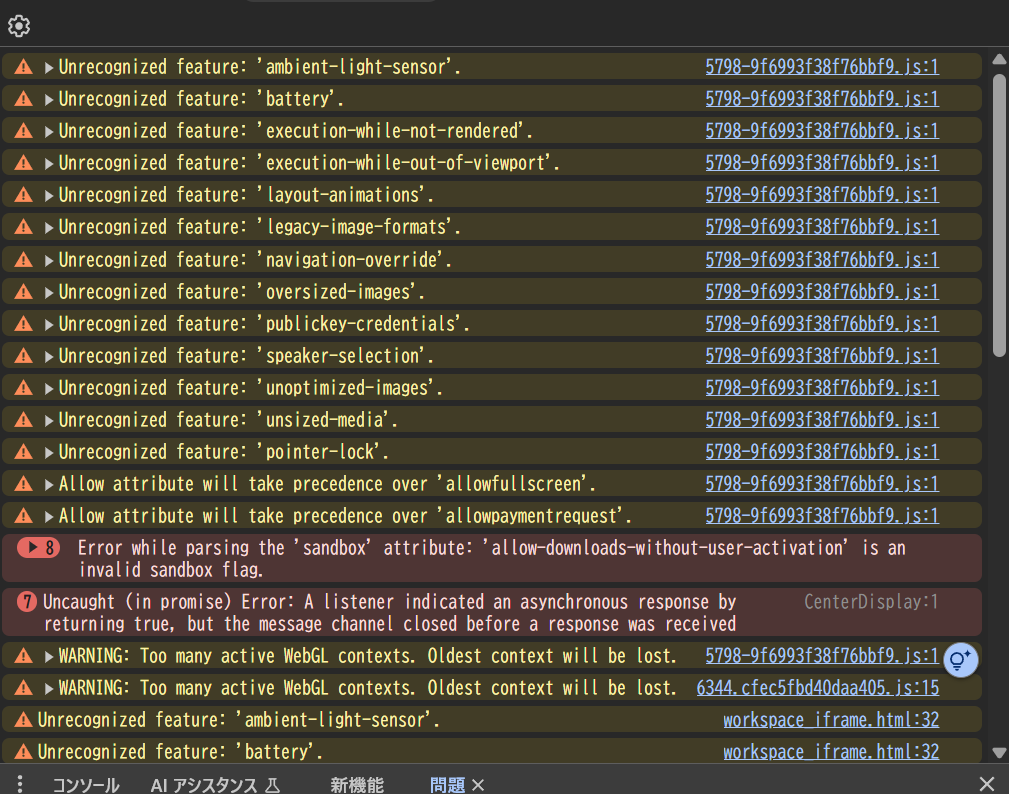 Unrecognized feature: 'ambient-light-sensor'. 5798-9f6993f38f76bbf9.js:1
Unrecognized feature: 'battery'. 5798-9f6993f38f76bbf9.js:1
Unrecognized feature: 'execution-while-not-rendered'. 5798-9f6993f38f76bbf9.js:1
Unrecognized feature: 'execution-while-out-of-viewport'. 5798-9f6993f38f76bbf9.js:1
Unrecognized feature: 'layout-animations'. 5798-9f6993f38f76bbf9.js:1
Unrecognized feature: 'legacy-image-formats'. 5798-9f6993f38f76bbf9.js:1
Unrecognized feature: 'navigation-override'. 5798-9f6993f38f76bbf9.js:1
Unrecognized feature: 'oversized-images'. 5798-9f6993f38f76bbf9.js:1
Unrecognized feature: 'publickey-credentials'. 5798-9f6993f38f76bbf9.js:1
Unrecognized feature: 'speaker-selection'. 5798-9f6993f38f76bbf9.js:1
Unrecognized feature: 'unoptimized-images'. 5798-9f6993f38f76bbf9.js:1
Unrecognized feature: 'unsized-media'. 5798-9f6993f38f76bbf9.js:1
Unrecognized feature: 'pointer-lock'. 5798-9f6993f38f76bbf9.js:1
Allow attribute will take precedence over 'allowfullscreen'. 5798-9f6993f38f76bbf9.js:1
Allow attribute will take precedence over 'allowpaymentrequest'. 5798-9f6993f38f76bbf9.js:1
8 Error while parsing the 'sandbox' attribute: 'allow-downloads-without-user-activation' is an
invalid sandbox flag.
7 Uncaught (in promise) Error: A listener indicated an asynchronous response by CenterDisplay:1
returning true, but the message channel closed before a response was received
WARNING: Too many active WebGL contexts. Oldest context will be lost. 5798-9f6993f38f76bbf9.js:1
WARNING: Too many active WebGL contexts. Oldest context will be lost. 6344.cfec5fbd40daa405.js:15
Unrecognized feature: 'ambient-light-sensor'. workspace_iframe.html:32
Unrecognized feature: 'battery'. workspace_iframe.html:32
コンソール AI アシスタンス 新機能 問題